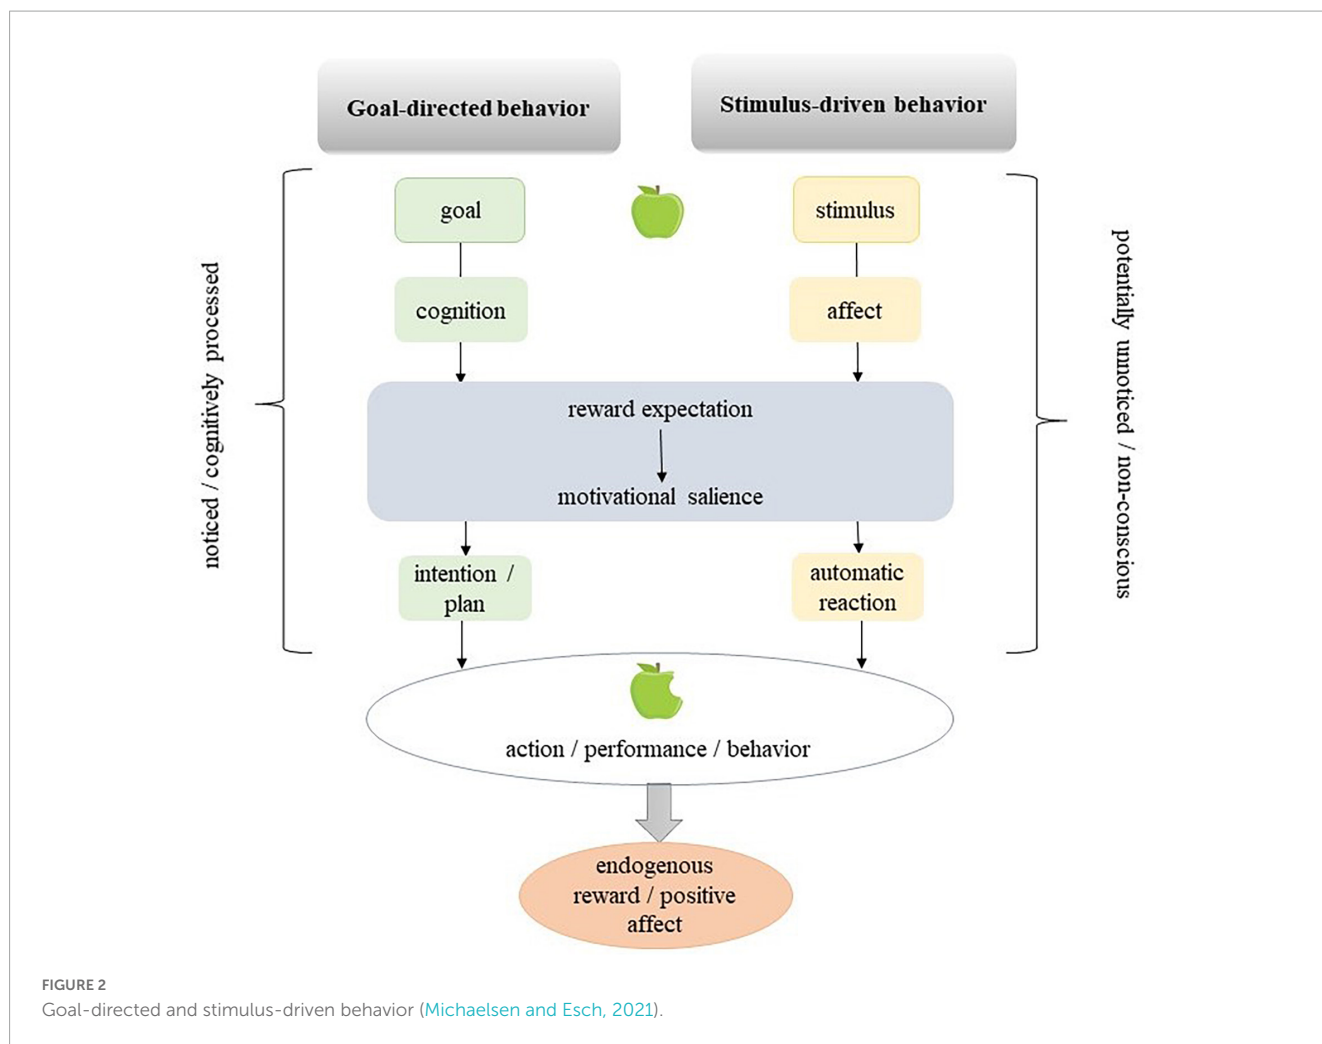 Goal-directed behavior
Stimulus-driven behavior
goal
stimulus
cognition
affect
noticed / cognitively processed
potentially unnoticed / non-conscious
reward expectation
motivational salience
intention /
plan
automatic
reaction
action / performance / behavior
endogenous
reward / positive
affect
FIGURE 2
Goal-directed and stimulus-driven behavior (Michaelsen and Esch, 2021).